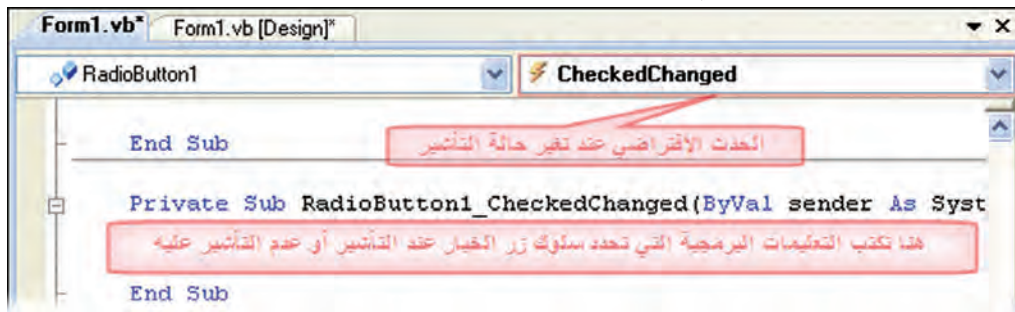 Form1.vb* Form1.vb [Design]*
RadioButton1 CheckedChanged
End Sub
الحدث الافتراضي عند تغير حالة التأشير
Private Sub RadioButton1_CheckedChanged(ByVal sender As Syst
هنا تكتب التعليمات البرمجية التي تحدد سلوك زر الخيار عند التأشير أو عدم التأشير عليه
End Sub